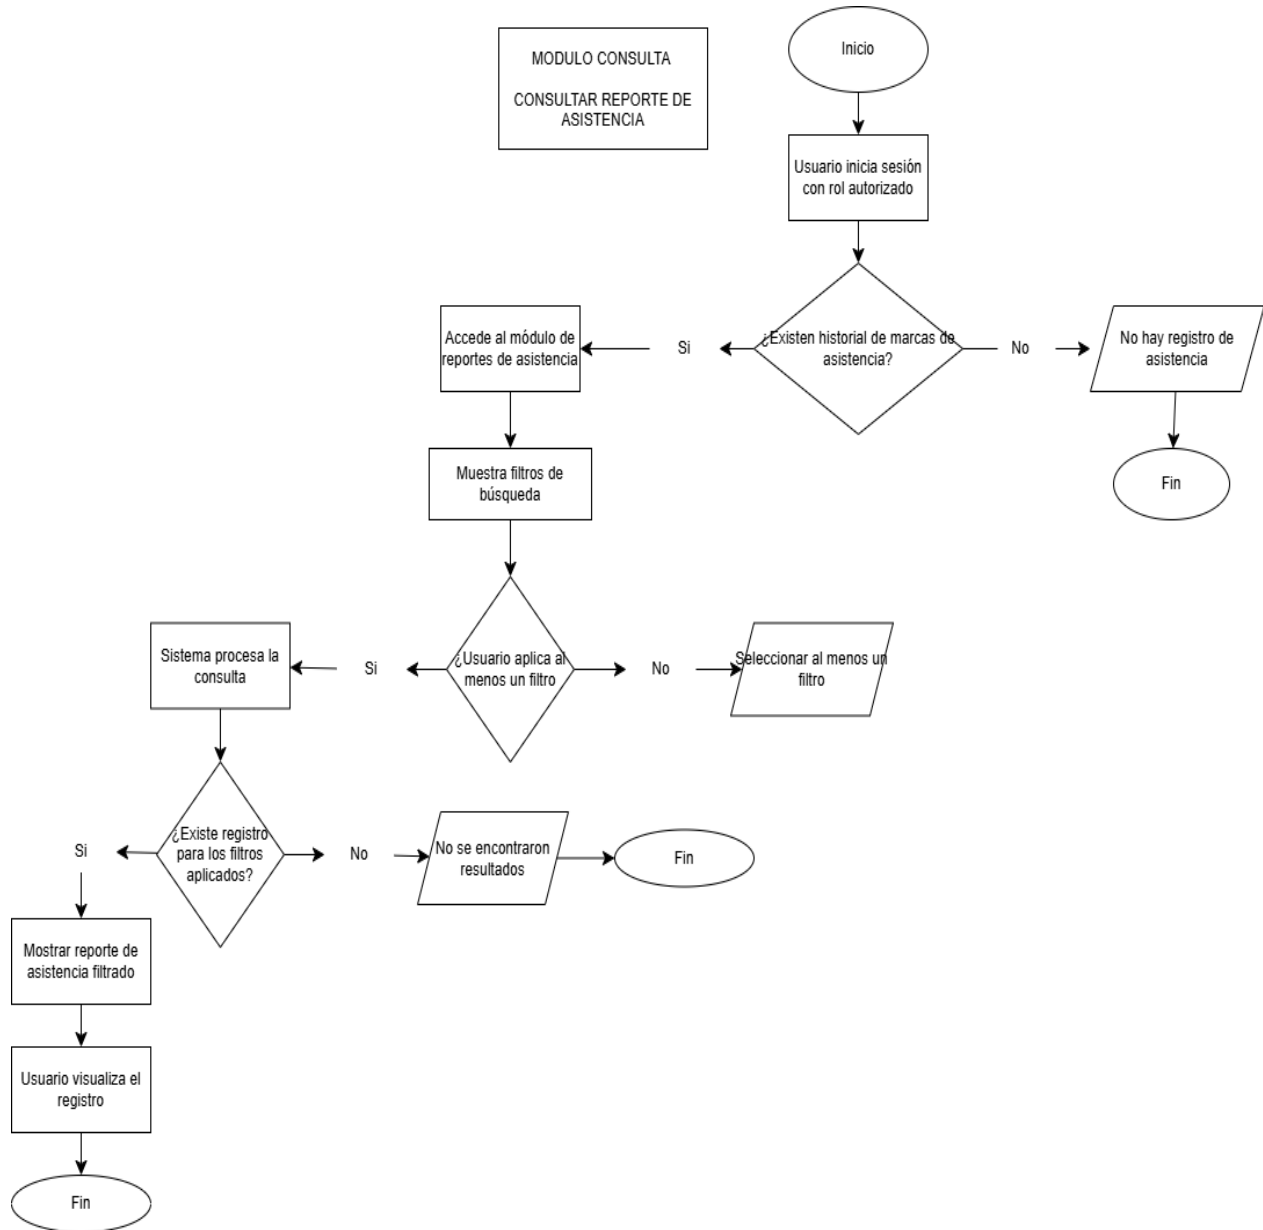 MODULO CONSULTA
CONSULTAR REPORTE DE
ASISTENCIA
Inicio
Usuario inicia sesión
con rol autorizado
¿Existen historial de marcas de
asistencia?
Si
No
Accede al módulo de
reportes de asistencia
No hay registro de
asistencia
Fin
Muestra filtros de
búsqueda
¿Usuario aplica al
menos un filtro
Si
No
Seleccionar al menos un
filtro
Sistema procesa la
consulta
¿Existe registro
para los filtros
aplicados?
Si
No
No se encontraron
resultados
Fin
Mostrar reporte de
asistencia filtrado
Usuario visualiza el
registro
Fin